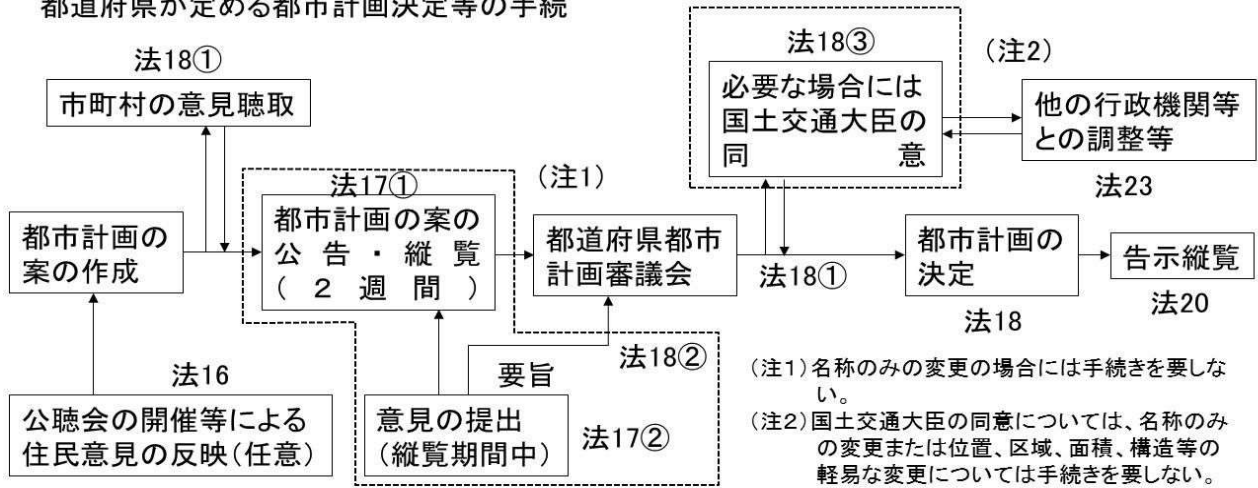 都道府県が定める都市計画決定等の手続
法18③
(注2)
法18①
必要な場合には
国土交通大臣の
同意
他の行政機関等
との調整等
市町村の意見聴取
法23
法17①
(注1)
都市計画の
案の作成
都市計画の案の
公告・縦覧
(2週間)
都道府県都市
計画審議会
法18①
都市計画の
決定
告示縦覧
法18
法20
法16
要旨
法18②
公聴会の開催等による
住民意見の反映(任意)
意見の提出
(縦覧期間中)
法17②
(注1)名称のみの変更の場合には手続きを要しな
い。
(注2)国土交通大臣の同意については、名称のみ
の変更または位置、区域、面積、構造等の
軽易な変更については手続きを要しない。